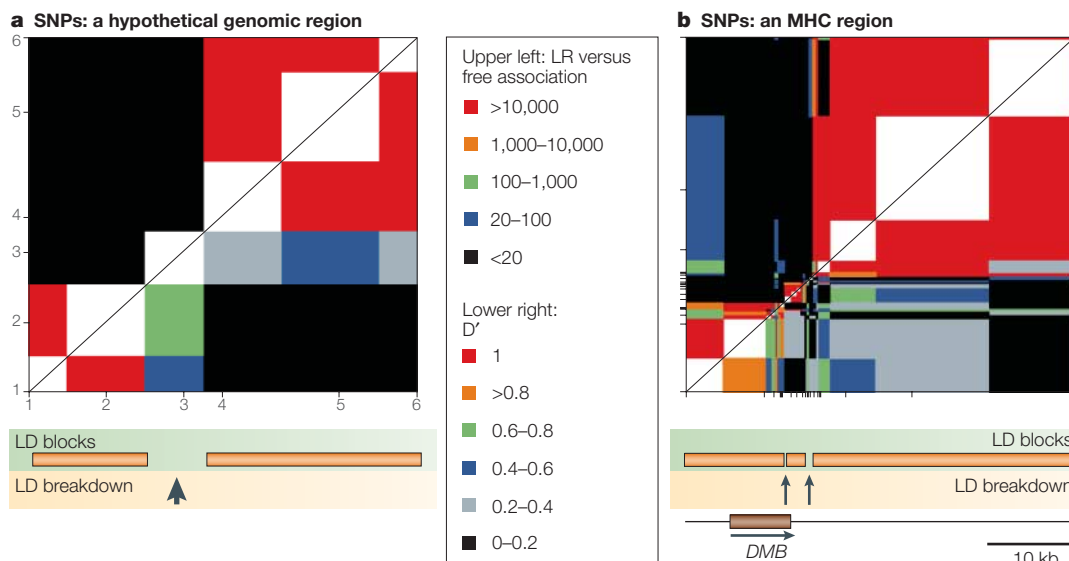 a SNPs: a hypothetical genomic region
6
5
4
3
2
1
1 2 3 4 5 6
LD blocks
LD breakdown
Upper left: LR versus
free association
>10,000
1,000–10,000
100–1,000
20–100
<20
Lower right:
D′
1
>0.8
0.6–0.8
0.4–0.6
0.2–0.4
0–0.2
b SNPs: an MHC region
LD blocks
LD breakdown
DMB
10 kb